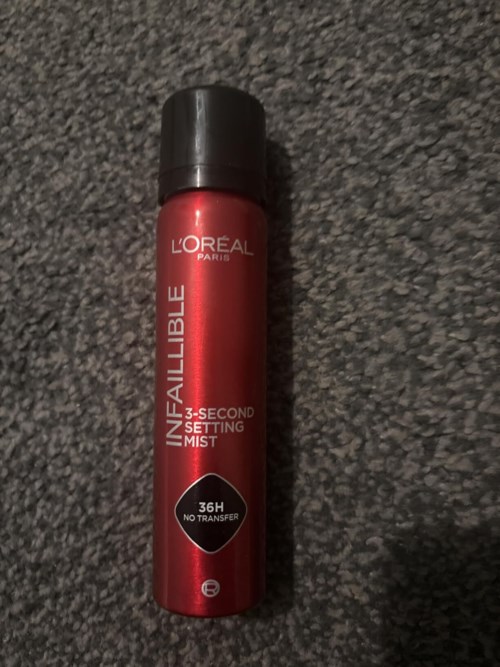 L'ORÉAL
PARIS
INFAILLIBLE
3-SECOND
SETTING
MIST
36H
NO TRANSFER